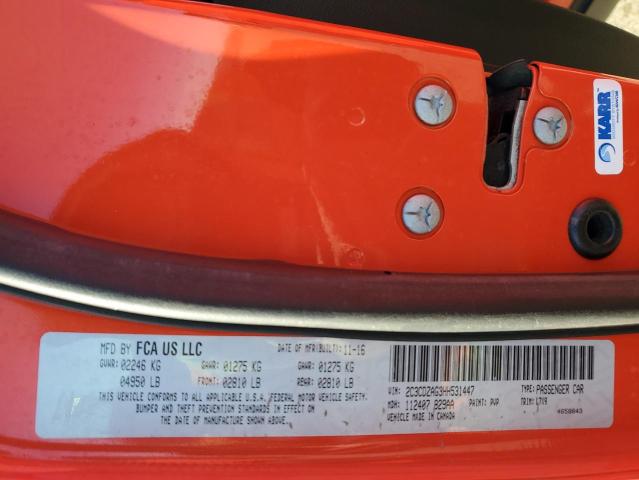 KARR
MFD BY FCA US LLC
DATE OF MFR(BUILT): 11-16
GVWR: 02246 KG
GAWR: 01275 KG
GAWR: 01275 KG
04950 LB
FRONT: 02810 LB
REAR: 02810 LB
THIS VEHICLE CONFORMS TO ALL APPLICABLE U.S.A. FEDERAL MOTOR VEHICLE SAFETY,
BUMPER AND THEFT PREVENTION STANDARDS IN EFFECT ON
THE DATE OF MANUFACTURE SHOWN ABOVE.
VIN: 2C3CDZAG3HH531447
TYPE: PASSENGER CAR
MDH: 112407 829AA
PAINT: PVP
TRIM: L7X9
VEHICLE MADE IN CANADA
4658843